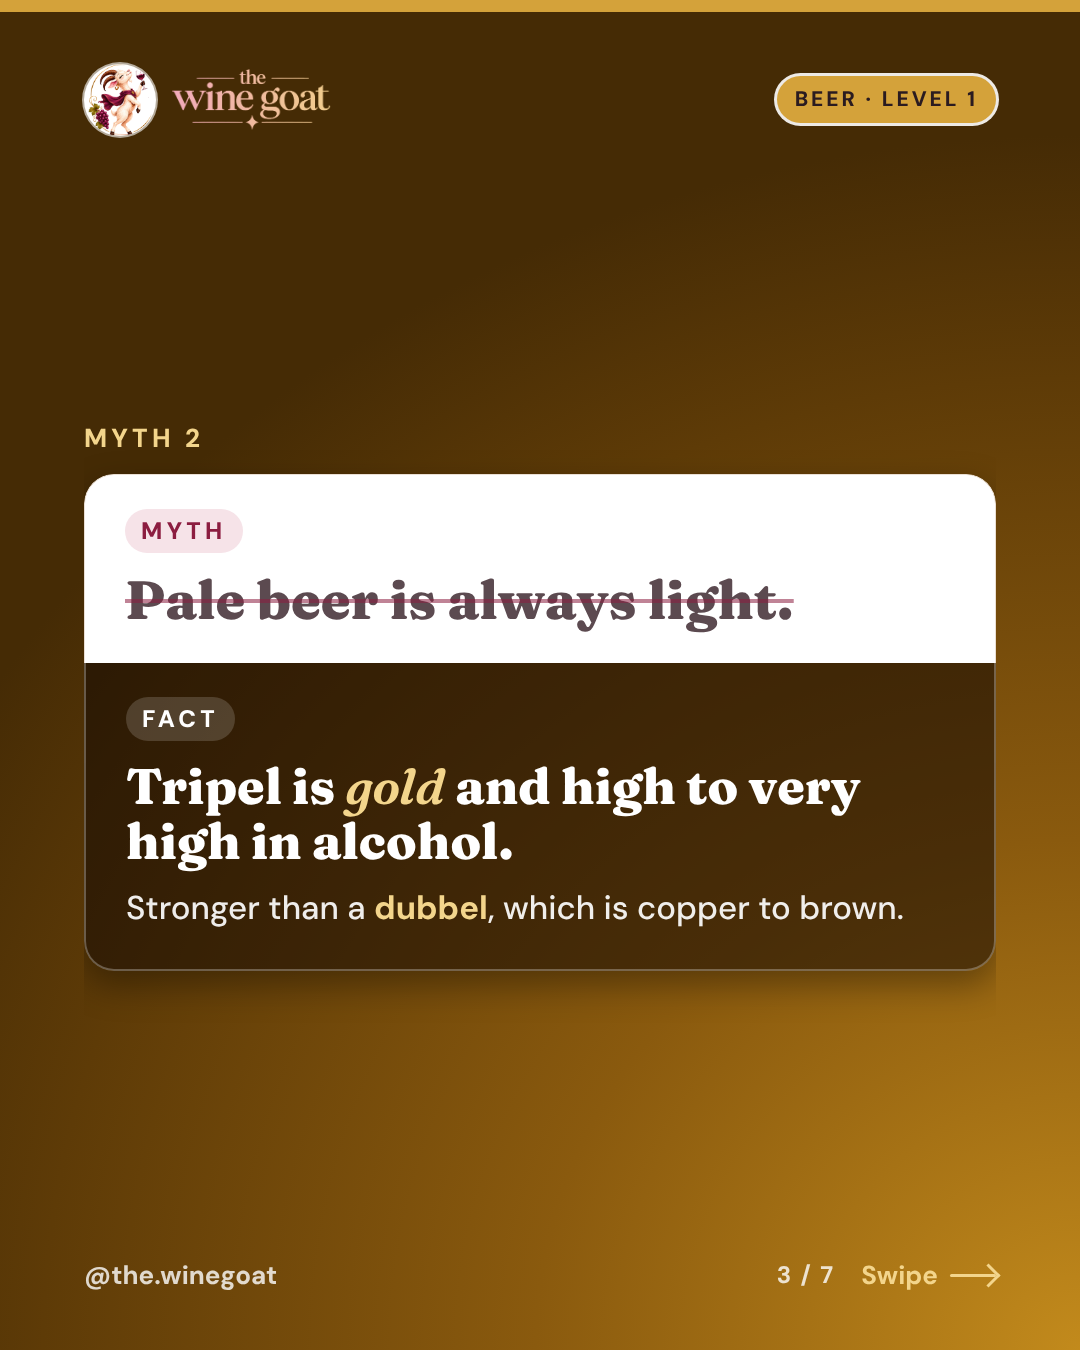 the
wine goat
BEER · LEVEL 1
MYTH 2
MYTH
Pale beer is always light.
FACT
Tripel is gold and high to very
high in alcohol.
Stronger than a dubbel, which is copper to brown.
@the.winegoat
3 / 7 Swipe